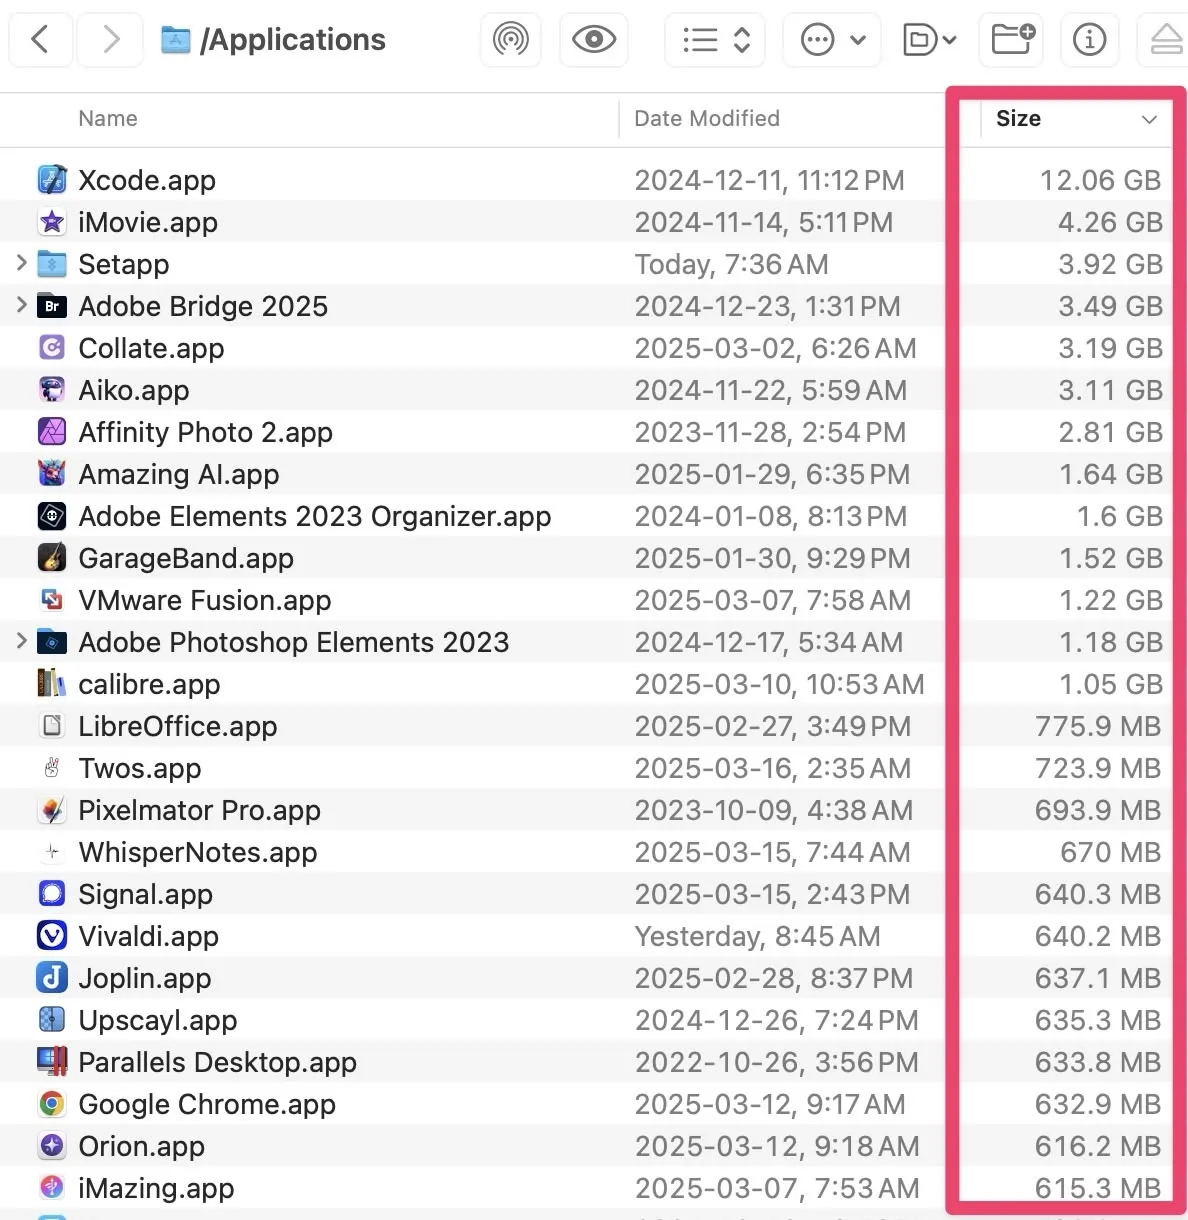 /Applications
Name Date Modified Size
Xcode.app 2024-12-11, 11:12 PM 12.06 GB
iMovie.app 2024-11-14, 5:11 PM 4.26 GB
Setapp Today, 7:36 AM 3.92 GB
Br Adobe Bridge 2025 2024-12-23, 1:31 PM 3.49 GB
Collate.app 2025-03-02, 6:26 AM 3.19 GB
Aiko.app 2024-11-22, 5:59 AM 3.11 GB
Affinity Photo 2.app 2023-11-28, 2:54 PM 2.81 GB
Amazing AI.app 2025-01-29, 6:35 PM 1.64 GB
Adobe Elements 2023 Organizer.app 2024-01-08, 8:13 PM 1.6 GB
GarageBand.app 2025-01-30, 9:29 PM 1.52 GB
VMware Fusion.app 2025-03-07, 7:58 AM 1.22 GB
Adobe Photoshop Elements 2023 2024-12-17, 5:34 AM 1.18 GB
calibre.app 2025-03-10, 10:53 AM 1.05 GB
LibreOffice.app 2025-02-27, 3:49 PM 775.9 MB
Twos.app 2025-03-16, 2:35 AM 723.9 MB
Pixelmator Pro.app 2023-10-09, 4:38 AM 693.9 MB
WhisperNotes.app 2025-03-15, 7:44 AM 670 MB
Signal.app 2025-03-15, 2:43 PM 640.3 MB
Vivaldi.app Yesterday, 8:45 AM 640.2 MB
Joplin.app 2025-02-28, 8:37 PM 637.1 MB
Upscayl.app 2024-12-26, 7:24 PM 635.3 MB
Parallels Desktop.app 2022-10-26, 3:56 PM 633.8 MB
Google Chrome.app 2025-03-12, 9:17 AM 632.9 MB
Orion.app 2025-03-12, 9:18 AM 616.2 MB
iMazing.app 2025-03-07, 7:53 AM 615.3 MB